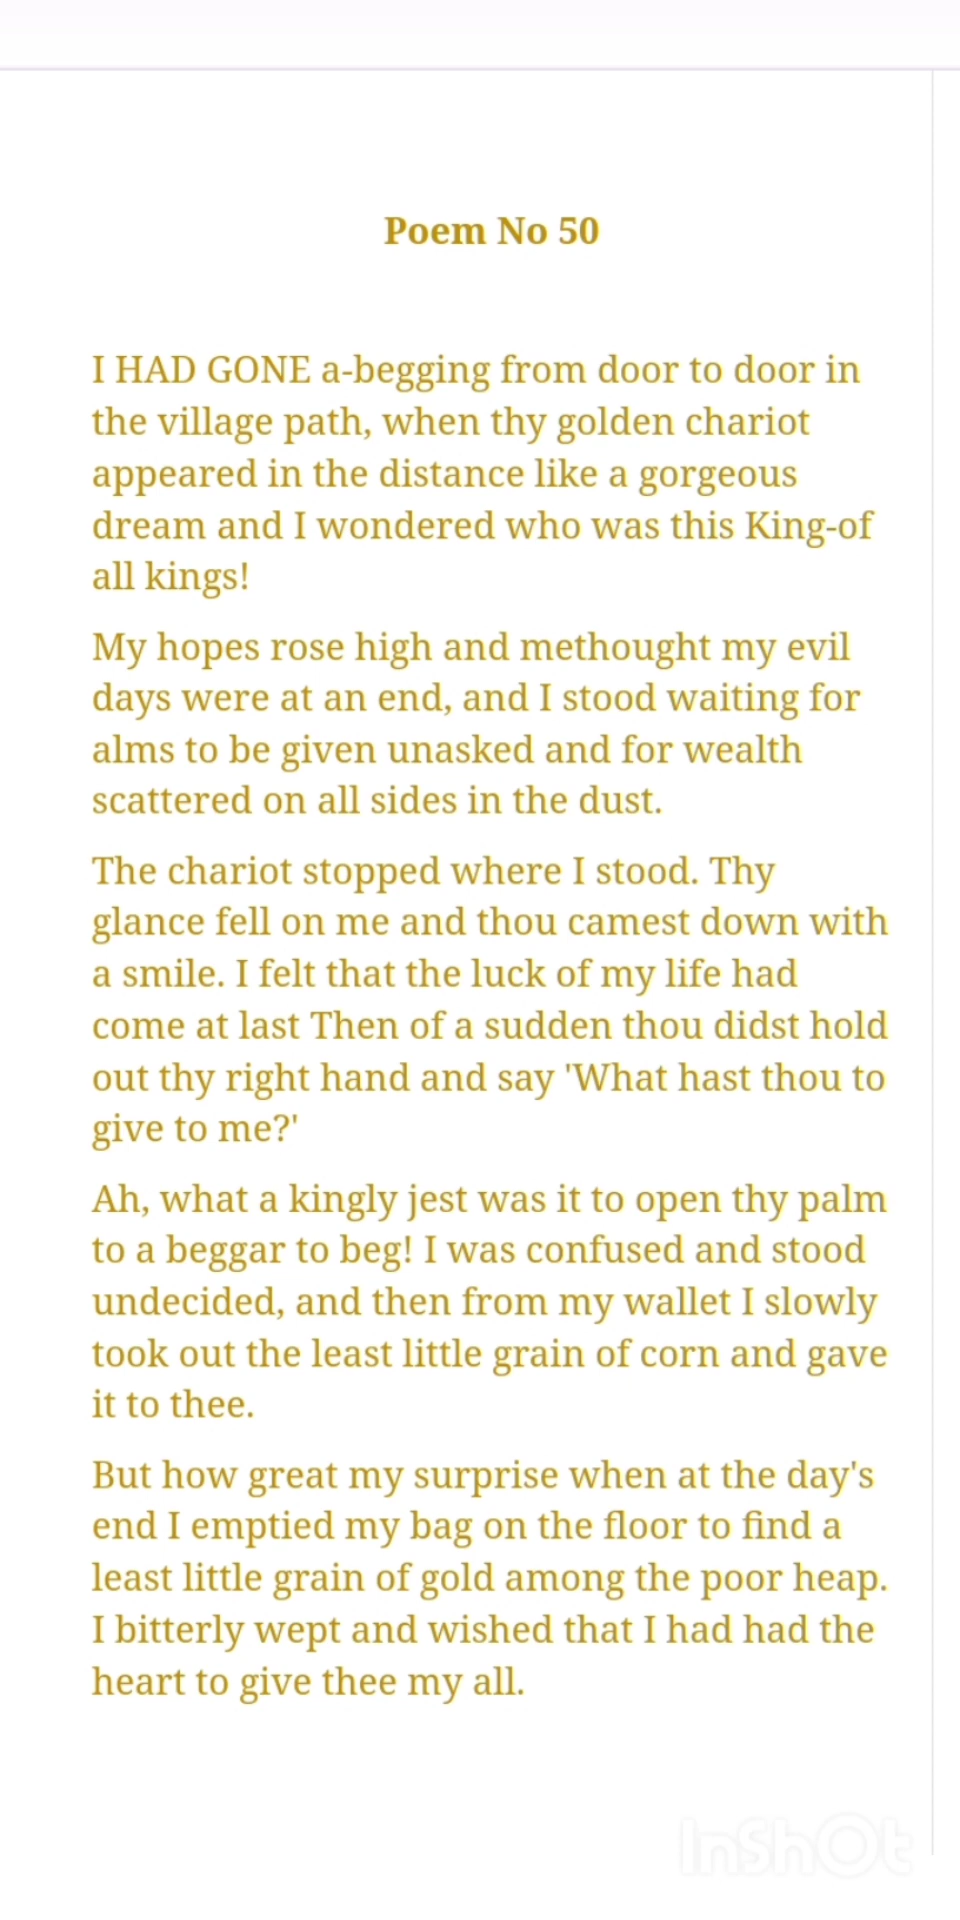 Poem No 50
I HAD GONE a-begging from door to door in
the village path, when thy golden chariot
appeared in the distance like a gorgeous
dream and I wondered who was this King-of
all kings!
My hopes rose high and methought my evil
days were at an end, and I stood waiting for
alms to be given unasked and for wealth
scattered on all sides in the dust.
The chariot stopped where I stood. Thy
glance fell on me and thou camest down with
a smile. I felt that the luck of my life had
come at last Then of a sudden thou didst hold
out thy right hand and say 'What hast thou to
give to me?'
Ah, what a kingly jest was it to open thy palm
to a beggar to beg! I was confused and stood
undecided, and then from my wallet I slowly
took out the least little grain of corn and gave
it to thee.
But how great my surprise when at the day's
end I emptied my bag on the floor to find a
least little grain of gold among the poor heap.
I bitterly wept and wished that I had had the
heart to give thee my all.
InShOt